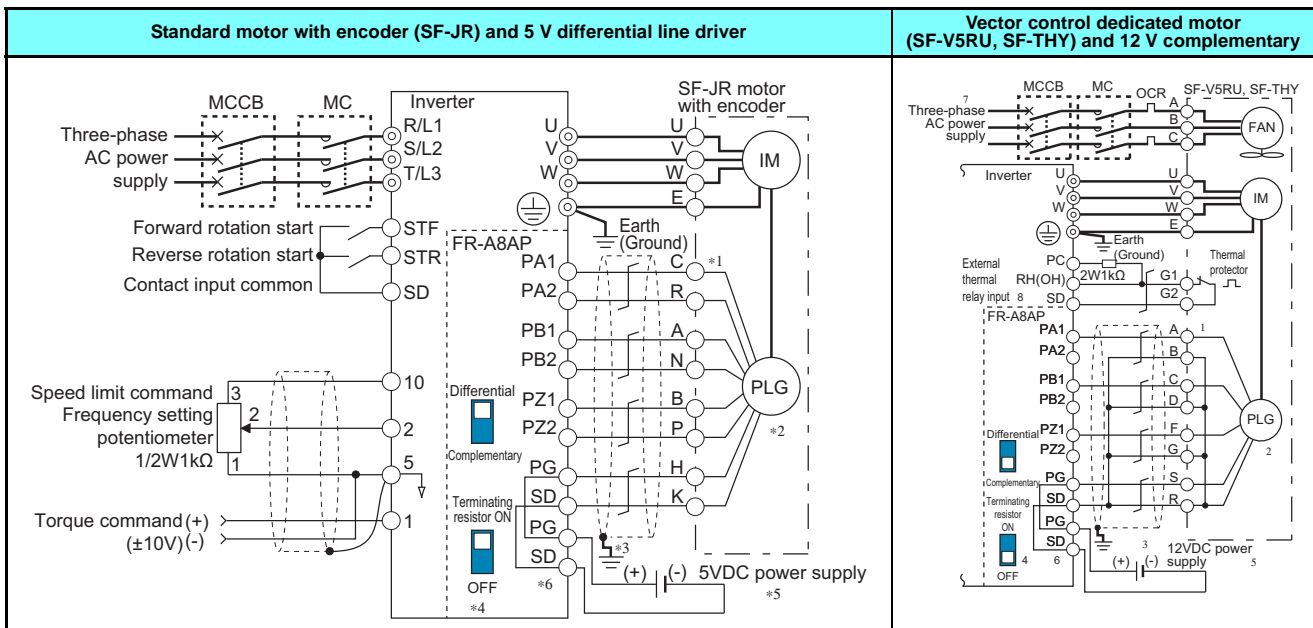 Standard motor with encoder (SF-JR) and 5 V differential line driver
Vector control dedicated motor
(SF-V5RU, SF-THY) and 12 V complementary
MCCB
MC
Inverter
SF-JR motor
with encoder
Three-phase
AC power
supply
R/L1
S/L2
T/L3
U
V
W
U
V
W
E
IM
Earth
(Ground)
Forward rotation start
Reverse rotation start
Contact input common
STF
STR
SD
FR-A8AP
PA1
PA2
PB1
PB2
PZ1
PZ2
PG
SD
PG
SD
C
R
A
N
B
P
H
K
*1
PLG
*2
Differential
Complementary
Terminating
resistor ON
OFF
*4
*6
*3
(+)
(-)
5VDC power supply
*5
Speed limit command
Frequency setting
potentiometer
1/2W1kΩ
3
2
1
10
2
5
1
Torque command (+)
(±10V) (-)
MCCB
MC
OCR
SF-V5RU, SF-THY
7
Three-phase
AC power
supply
A
B
C
FAN
Inverter
U
V
W
U
V
W
E
IM
Earth
(Ground)
External
thermal
relay input 8
PC
RH(OH)
SD
2W1kΩ
G1
G2
Thermal
protector
FR-A8AP
PA1
PA2
PB1
PB2
PZ1
PZ2
PG
SD
PG
SD
A
B
C
D
F
G
S
R
1
PLG
2
Differential
Complementary
Terminating
resistor
ON
OFF
4
6
3
(+)
(-)
12VDC power
supply
5